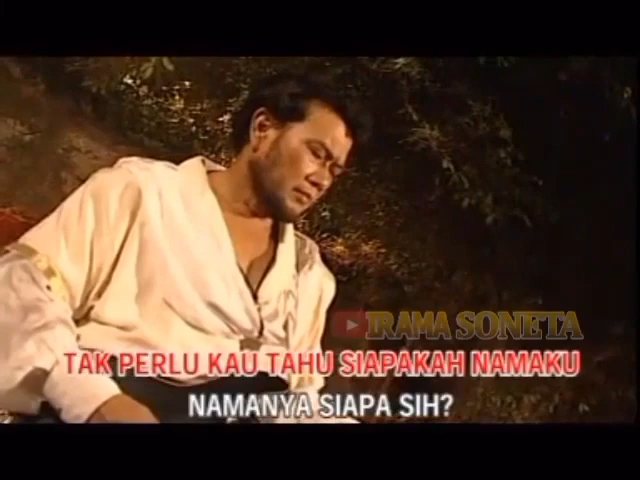 IRAMA SONETA
TAK PERLU KAU TAHU SIAPAKAH NAMAKU
NAMANYA SIAPA SIH?